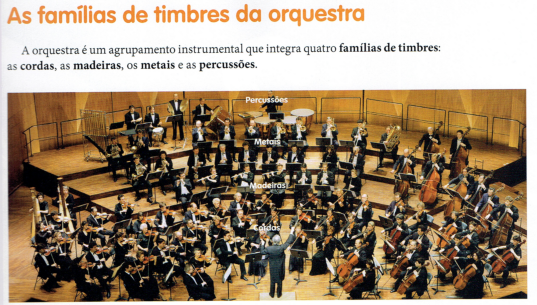 As famílias de timbres da orquestra
A orquestra é um agrupamento instrumental que integra quatro famílias de timbres:
as cordas, as madeiras, os metais e as percussões.
Percussões
Metais
Madeiras
Cordas